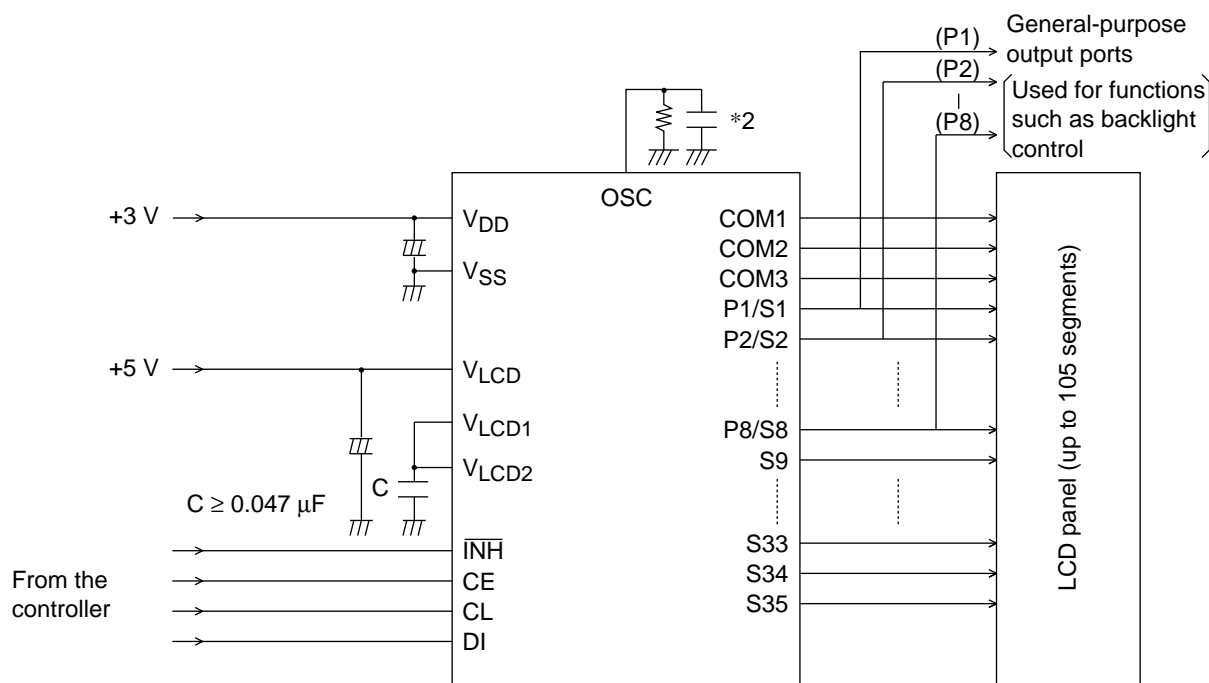 General-purpose
output ports
(P1)
(P2)
(P8)
Used for functions
such as backlight
control
*2
OSC
+3 V
VDD
VSS
+5 V
VLCD
VLCD1
VLCD2
C
C ≥ 0.047 µF
From the
controller
INH
CE
CL
DI
COM1
COM2
COM3
P1/S1
P2/S2
P8/S8
S9
S33
S34
S35
LCD panel (up to 105 segments)